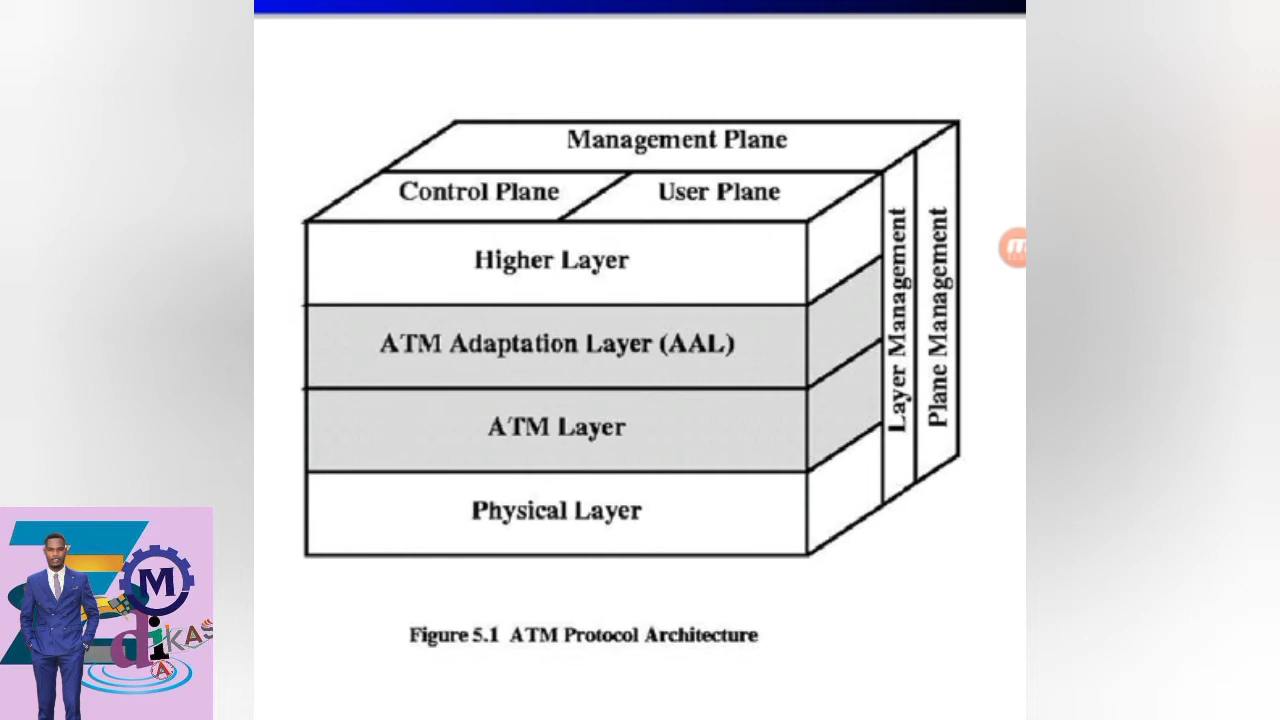 Management Plane
Control Plane
User Plane
Higher Layer
ATM Adaptation Layer (AAL)
ATM Layer
Physical Layer
Layer Management
Plane Management
Figure 5.1 ATM Protocol Architecture
M
diKAS
A